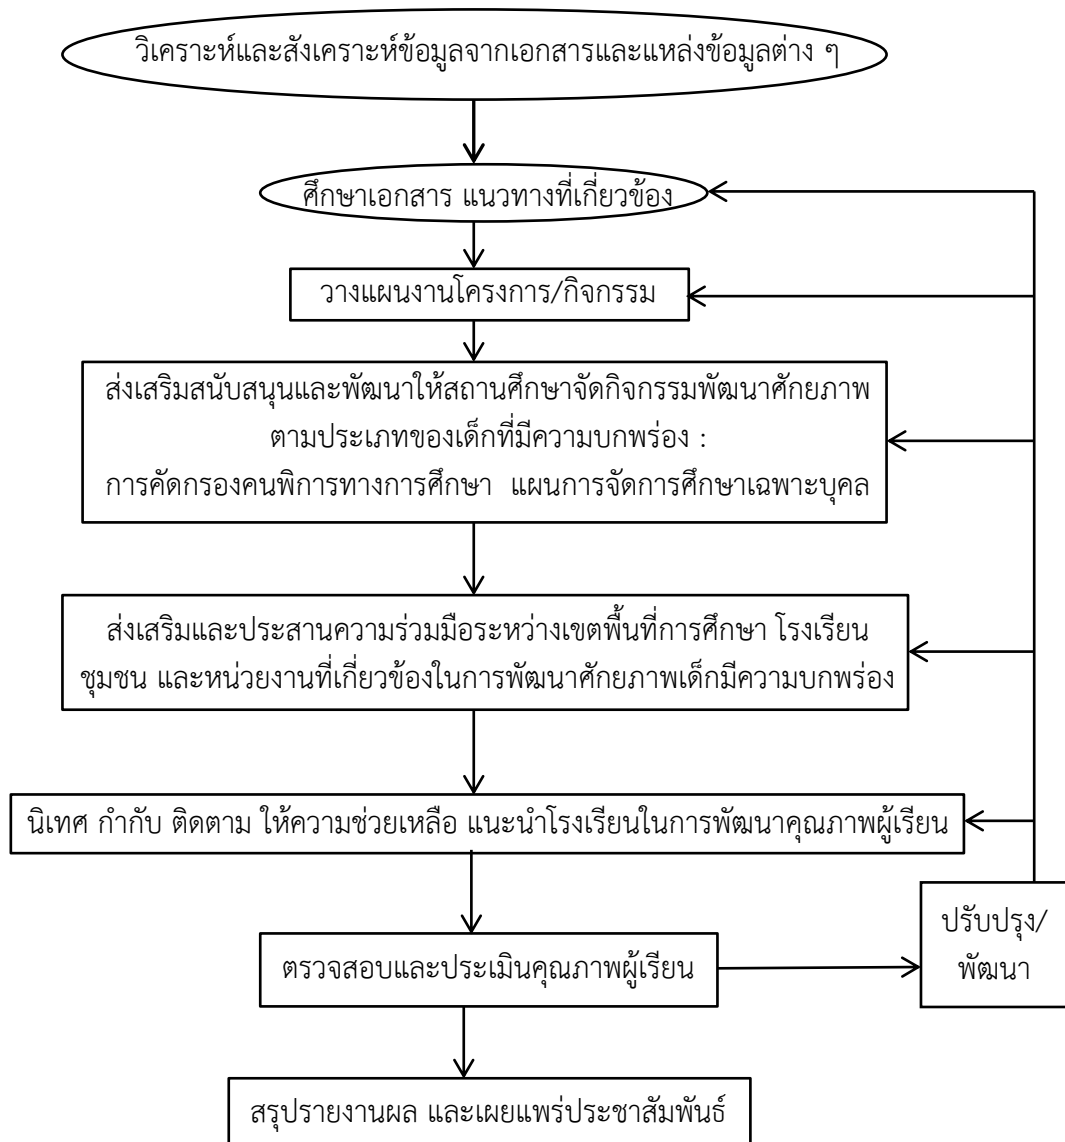 วิเคราะห์และสังเคราะห์ข้อมูลจากเอกสารและแหล่งข้อมูลต่าง ๆ
ศึกษาเอกสาร แนวทางที่เกี่ยวข้อง
วางแผนงานโครงการ/กิจกรรม
ส่งเสริมสนับสนุนและพัฒนาให้สถานศึกษาจัดกิจกรรมพัฒนาศักยภาพ
ตามประเภทของเด็กที่มีความบกพร่อง :
การคัดกรองคนพิการทางการศึกษา แผนการจัดการศึกษาเฉพาะบุคล
ส่งเสริมและประสานความร่วมมือระหว่างเขตพื้นที่การศึกษา โรงเรียน
ชุมชน และหน่วยงานที่เกี่ยวข้องในการพัฒนาศักยภาพเด็กมีความบกพร่อง
นิเทศ กำกับ ติดตาม ให้ความช่วยเหลือ แนะนำโรงเรียนในการพัฒนาคุณภาพผู้เรียน
ปรับปรุง/
พัฒนา
ตรวจสอบและประเมินคุณภาพผู้เรียน
สรุปรายงานผล และเผยแพร่ประชาสัมพันธ์